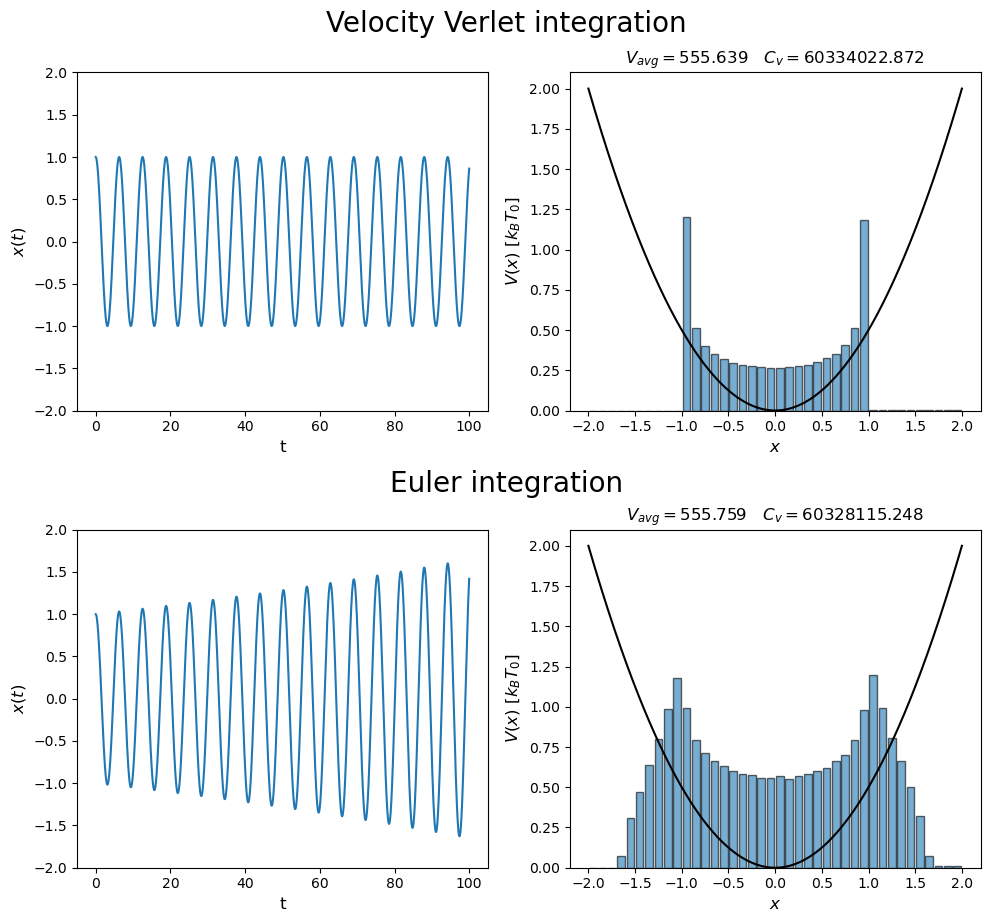 Velocity Verlet integration
V_avg = 555.639 C_v = 60334022.872
2.0
1.5
1.0
0.5
0.0
−0.5
−1.0
−1.5
−2.0
x(t)
0 20 40 60 80 100
t
2.00
1.75
1.50
1.25
1.00
0.75
0.50
0.25
0.00
V(x) [k_BT_0]
−2.0 −1.5 −1.0 −0.5 0.0 0.5 1.0 1.5 2.0
x
Euler integration
V_avg = 555.759 C_v = 60328115.248
2.0
1.5
1.0
0.5
0.0
−0.5
−1.0
−1.5
−2.0
x(t)
0 20 40 60 80 100
t
2.00
1.75
1.50
1.25
1.00
0.75
0.50
0.25
0.00
V(x) [k_BT_0]
−2.0 −1.5 −1.0 −0.5 0.0 0.5 1.0 1.5 2.0
x